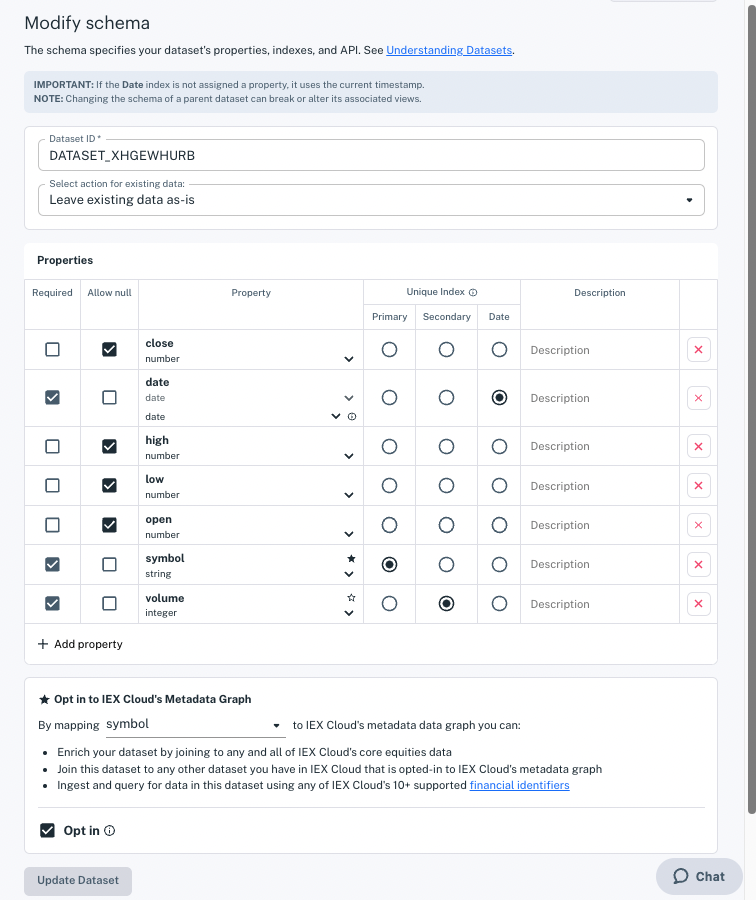 Modify schema
The schema specifies your dataset's properties, indexes, and API. See Understanding Datasets.
IMPORTANT: If the Date index is not assigned a property, it uses the current timestamp.
NOTE: Changing the schema of a parent dataset can break or alter its associated views.
Dataset ID *
DATASET_XHGEWHURB
Select action for existing data:
Leave existing data as-is
Properties
Required Allow null Property Unique Index Description
Primary Secondary Date
close
number
Description
date
date
date
Description
high
number
Description
low
number
Description
open
number
Description
symbol
string
Description
volume
integer
Description
Add property
Opt in to IEX Cloud's Metadata Graph
By mapping symbol to IEX Cloud's metadata data graph you can:
Enrich your dataset by joining to any and all of IEX Cloud's core equities data
Join this dataset to any other dataset you have in IEX Cloud that is opted-in to IEX Cloud's metadata graph
Ingest and query for data in this dataset using any of IEX Cloud's 10+ supported financial identifiers
Opt in
Update Dataset
Chat